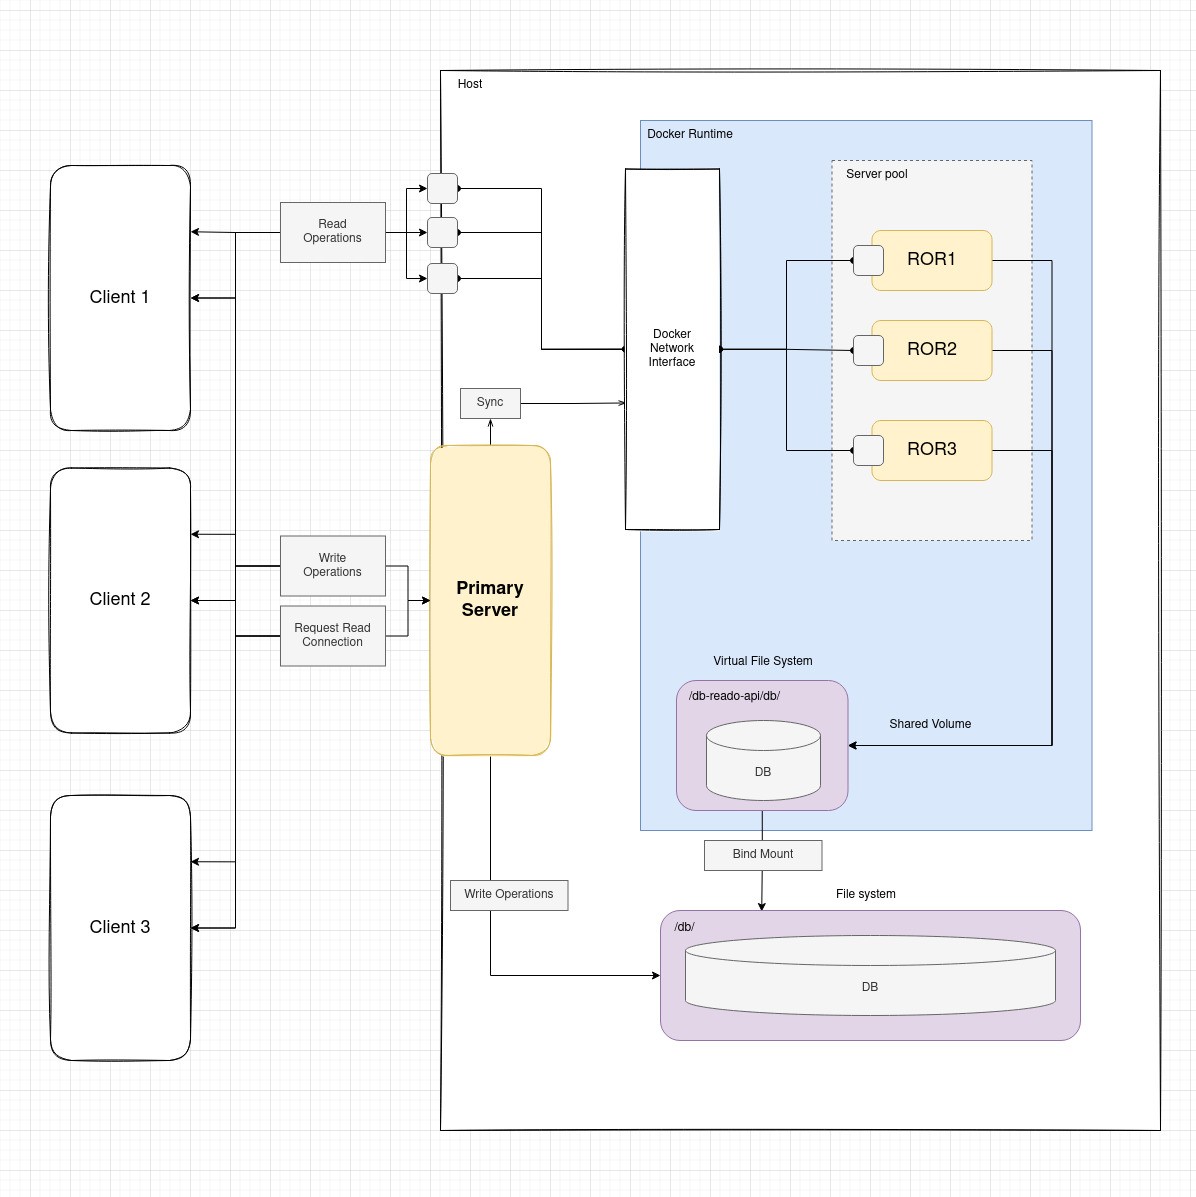 Host
Docker Runtime
Server pool
Read
Operations
ROR1
Client 1
Docker
Network
Interface
ROR2
Sync
ROR3
Write
Operations
Client 2
Primary
Server
Request Read
Connection
Virtual File System
/db-reado-api/db/
Shared Volume
DB
Bind Mount
Write Operations
File system
Client 3
/db/
DB